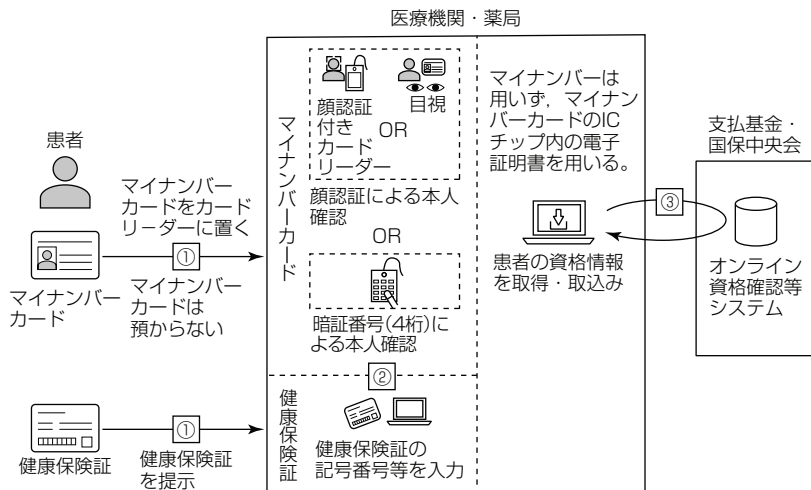 医療機関・薬局
患者
マイナンバー
カードをカード
リーダーに置く
①
マイナンバー
カード
マイナンバー
カードは
預からない
マイナンバーカード
顔認証
付き
カード
リーダー
OR
目視
顔認証による本人
確認
OR
暗証番号(4桁)に
よる本人確認
②
マイナンバーは
用いず，マイナン
バーカードのIC
チップ内の電子
証明書を用いる。
患者の資格情報
を取得・取込み
③
支払基金・
国保中央会
オンライン
資格確認等
システム
健康保険証
①
健康保険証
を提示
健康保険証
健康保険証の
記号番号等を入力